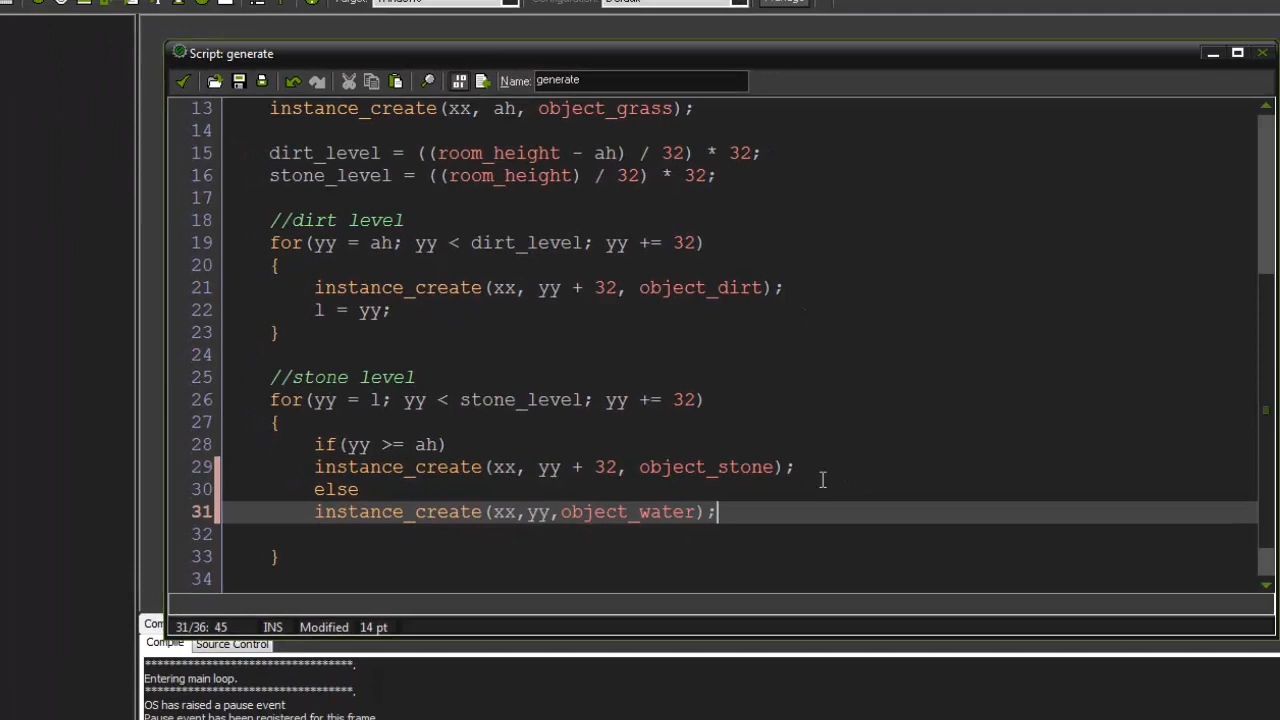 Script: generate
Name: generate
13 instance_create(xx, ah, object_grass);
14
15 dirt_level = ((room_height - ah) / 32) * 32;
16 stone_level = ((room_height) / 32) * 32;
17
18 //dirt level
19 for(yy = ah; yy < dirt_level; yy += 32)
20 {
21 instance_create(xx, yy + 32, object_dirt);
22 l = yy;
23 }
24
25 //stone level
26 for(yy = l; yy < stone_level; yy += 32)
27 {
28 if(yy >= ah)
29 instance_create(xx, yy + 32, object_stone);
30 else
31 instance_create(xx,yy,object_water);
32
33 }
34
31/36: 45 INS Modified 14 pt
Com
Compile Source Control
**********************************.
Entering main loop.
**********************************.
OS has raised a pause event
Pause event has been registered for this frame